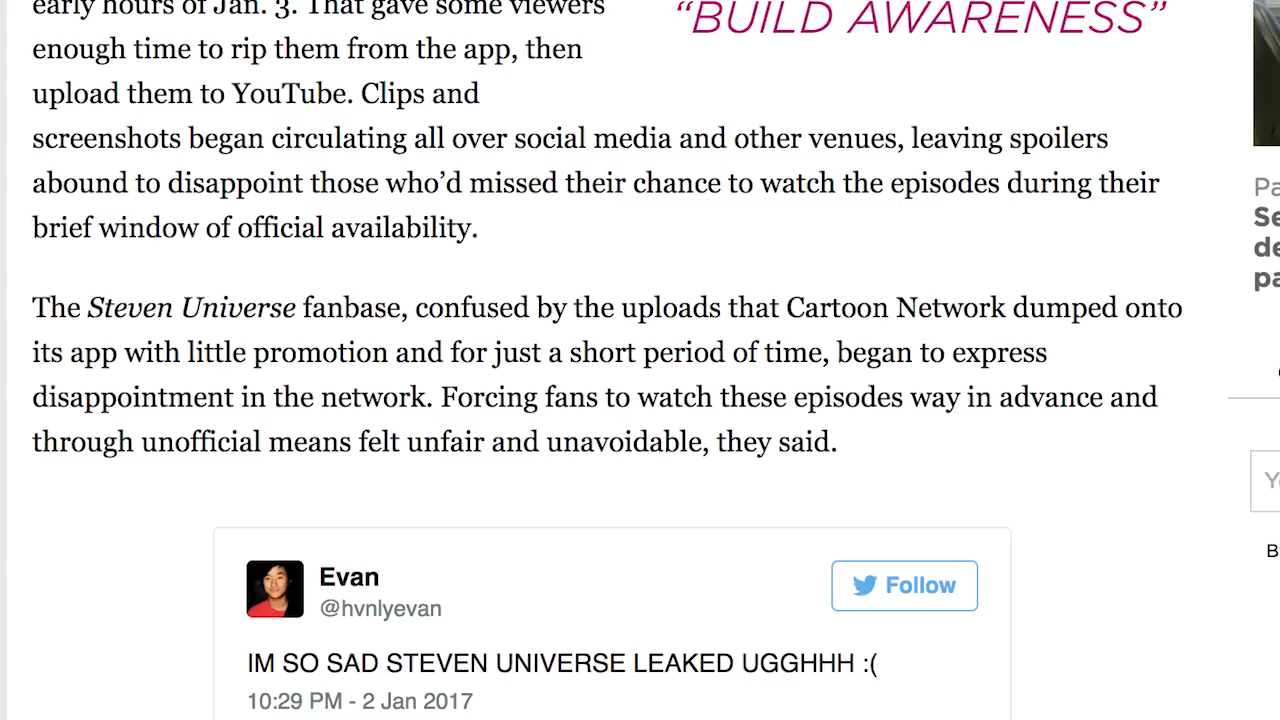 early hours of Jan. 3. That gave some viewers
enough time to rip them from the app, then
upload them to YouTube. Clips and
screenshots began circulating all over social media and other venues, leaving spoilers
abound to disappoint those who’d missed their chance to watch the episodes during their
brief window of official availability.
“BUILD AWARENESS”
The Steven Universe fanbase, confused by the uploads that Cartoon Network dumped onto
its app with little promotion and for just a short period of time, began to express
disappointment in the network. Forcing fans to watch these episodes way in advance and
through unofficial means felt unfair and unavoidable, they said.
Evan
@hvnlyevan
Follow
IM SO SAD STEVEN UNIVERSE LEAKED UGGHHH :(
10:29 PM - 2 Jan 2017